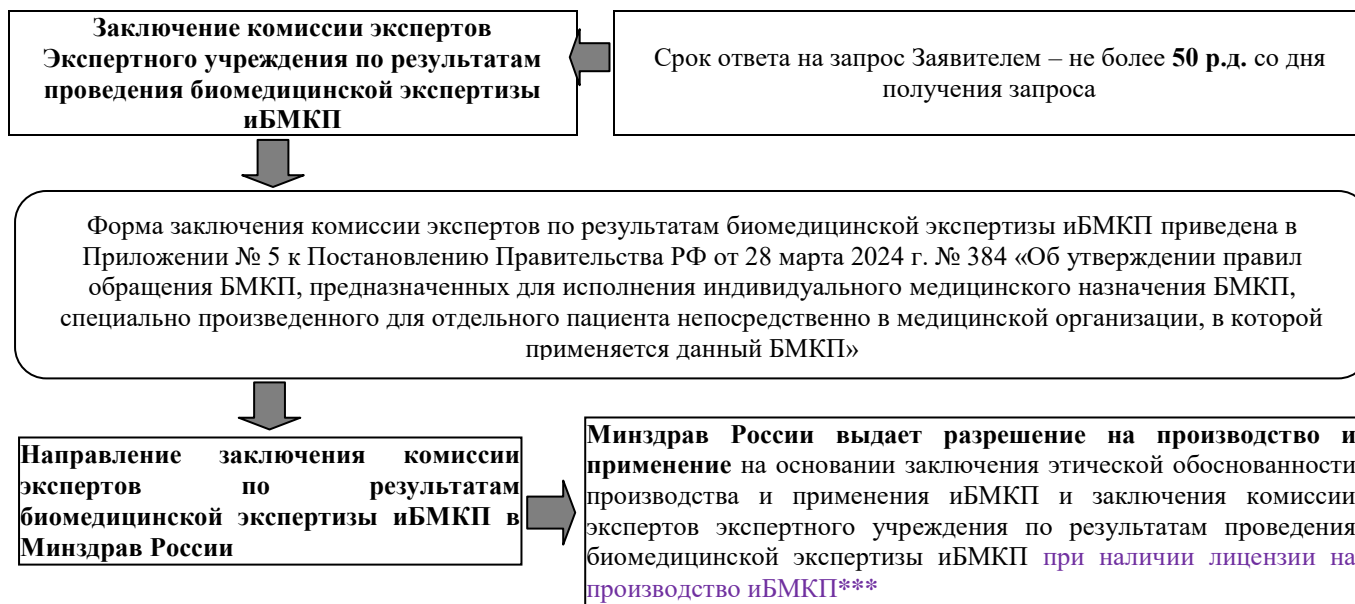 Заключение комиссии экспертов
Экспертного учреждения по результатам
проведения биомедицинской экспертизы
иБМКП
Срок ответа на запрос Заявителем – не более 50 р.д. со дня
получения запроса
Форма заключения комиссии экспертов по результатам биомедицинской экспертизы иБМКП приведена в
Приложении № 5 к Постановлению Правительства РФ от 28 марта 2024 г. № 384 «Об утверждении правил
обращения БМКП, предназначенных для исполнения индивидуального медицинского назначения БМКП,
специально произведенного для отдельного пациента непосредственно в медицинской организации, в которой
применяется данный БМКП»
Направление заключения комиссии
экспертов по результатам
биомедицинской экспертизы иБМКП в
Минздрав России
Минздрав России выдает разрешение на производство и
применение на основании заключения этической обоснованности
производства и применения иБМКП и заключения комиссии
экспертов экспертного учреждения по результатам проведения
биомедицинской экспертизы иБМКП при наличии лицензии на
производство иБМКП***